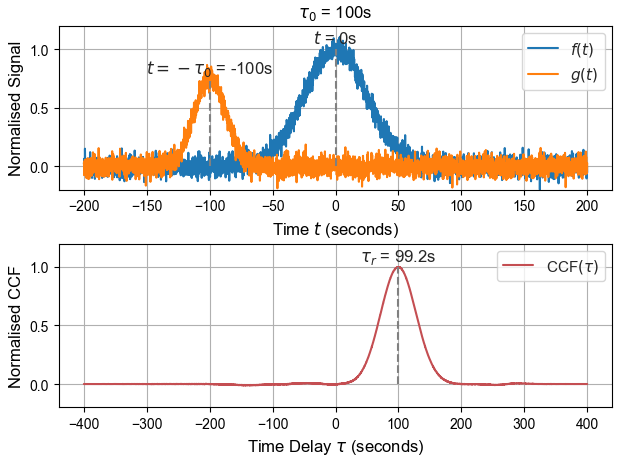 τ₀ = 100s
t = 0s
t = − τ₀ = -100s
f(t)
g(t)
Normalised Signal
1.0
0.5
0.0
−200 −150 −100 −50 0 50 100 150 200
Time t (seconds)
τᵣ = 99.2s
CCF(τ)
Normalised CCF
1.0
0.5
0.0
−400 −300 −200 −100 0 100 200 300 400
Time Delay τ (seconds)